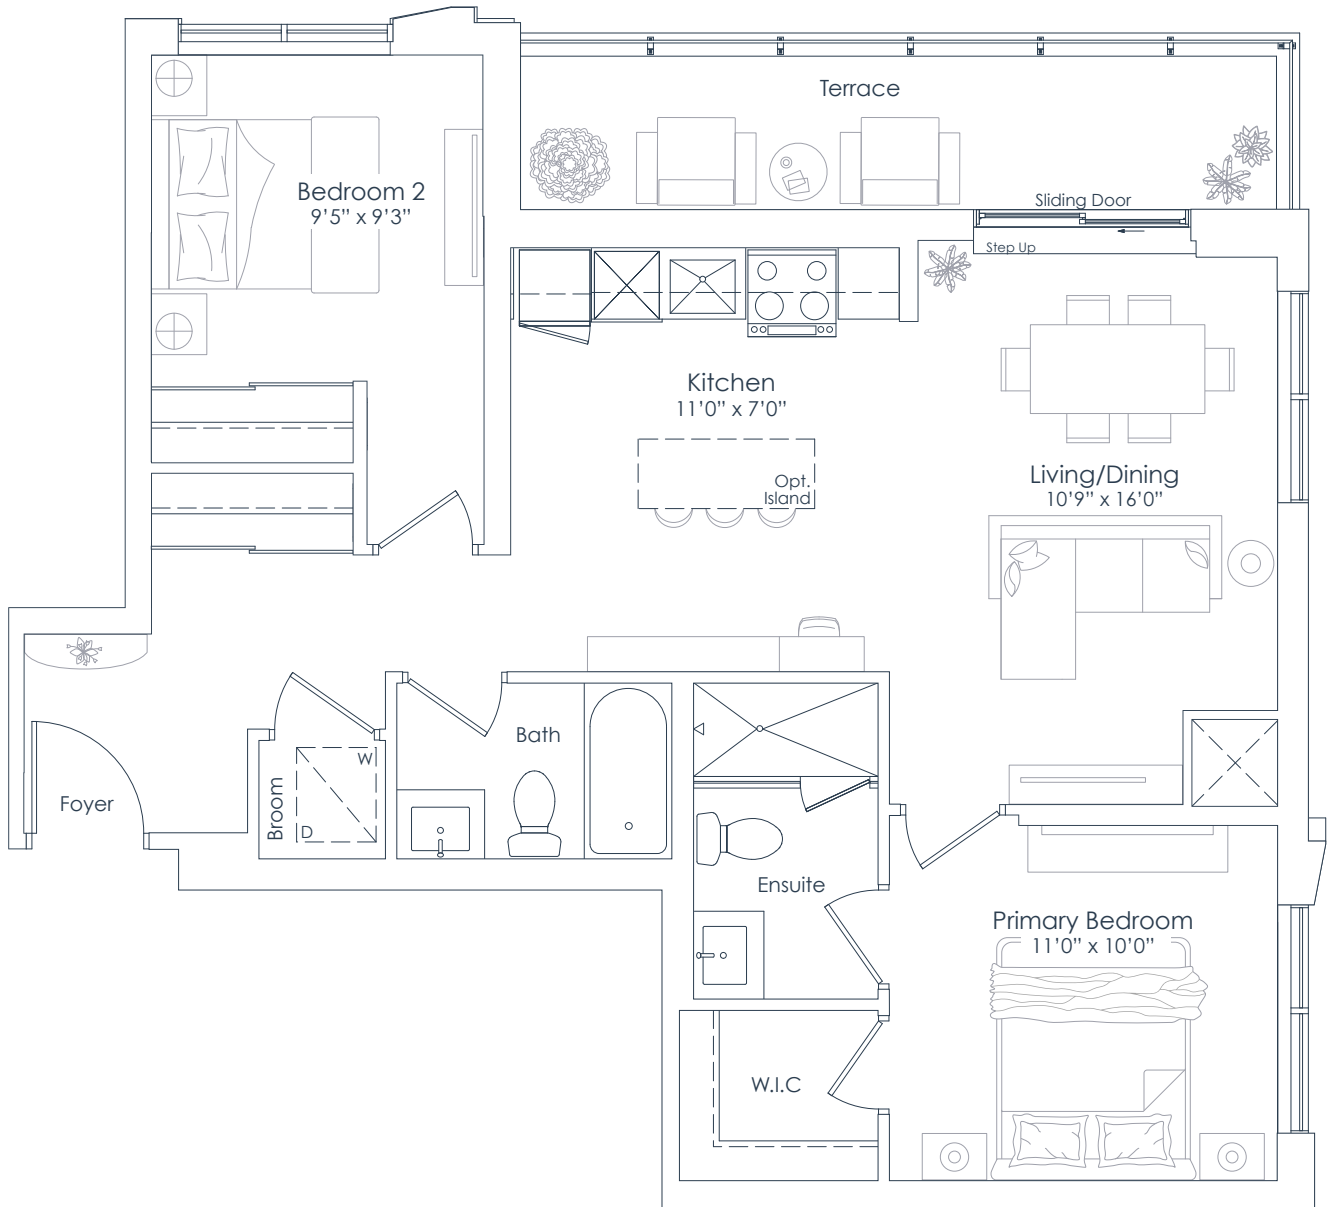 Terrace
Bedroom 2
9’5” x 9’3”
Sliding Door
Step Up
Kitchen
11’0” x 7’0”
Opt.
Island
Living/Dining
10’9” x 16’0”
Bath
W
Broom
D
Foyer
Ensuite
Primary Bedroom
11’0” x 10’0”
W.I.C